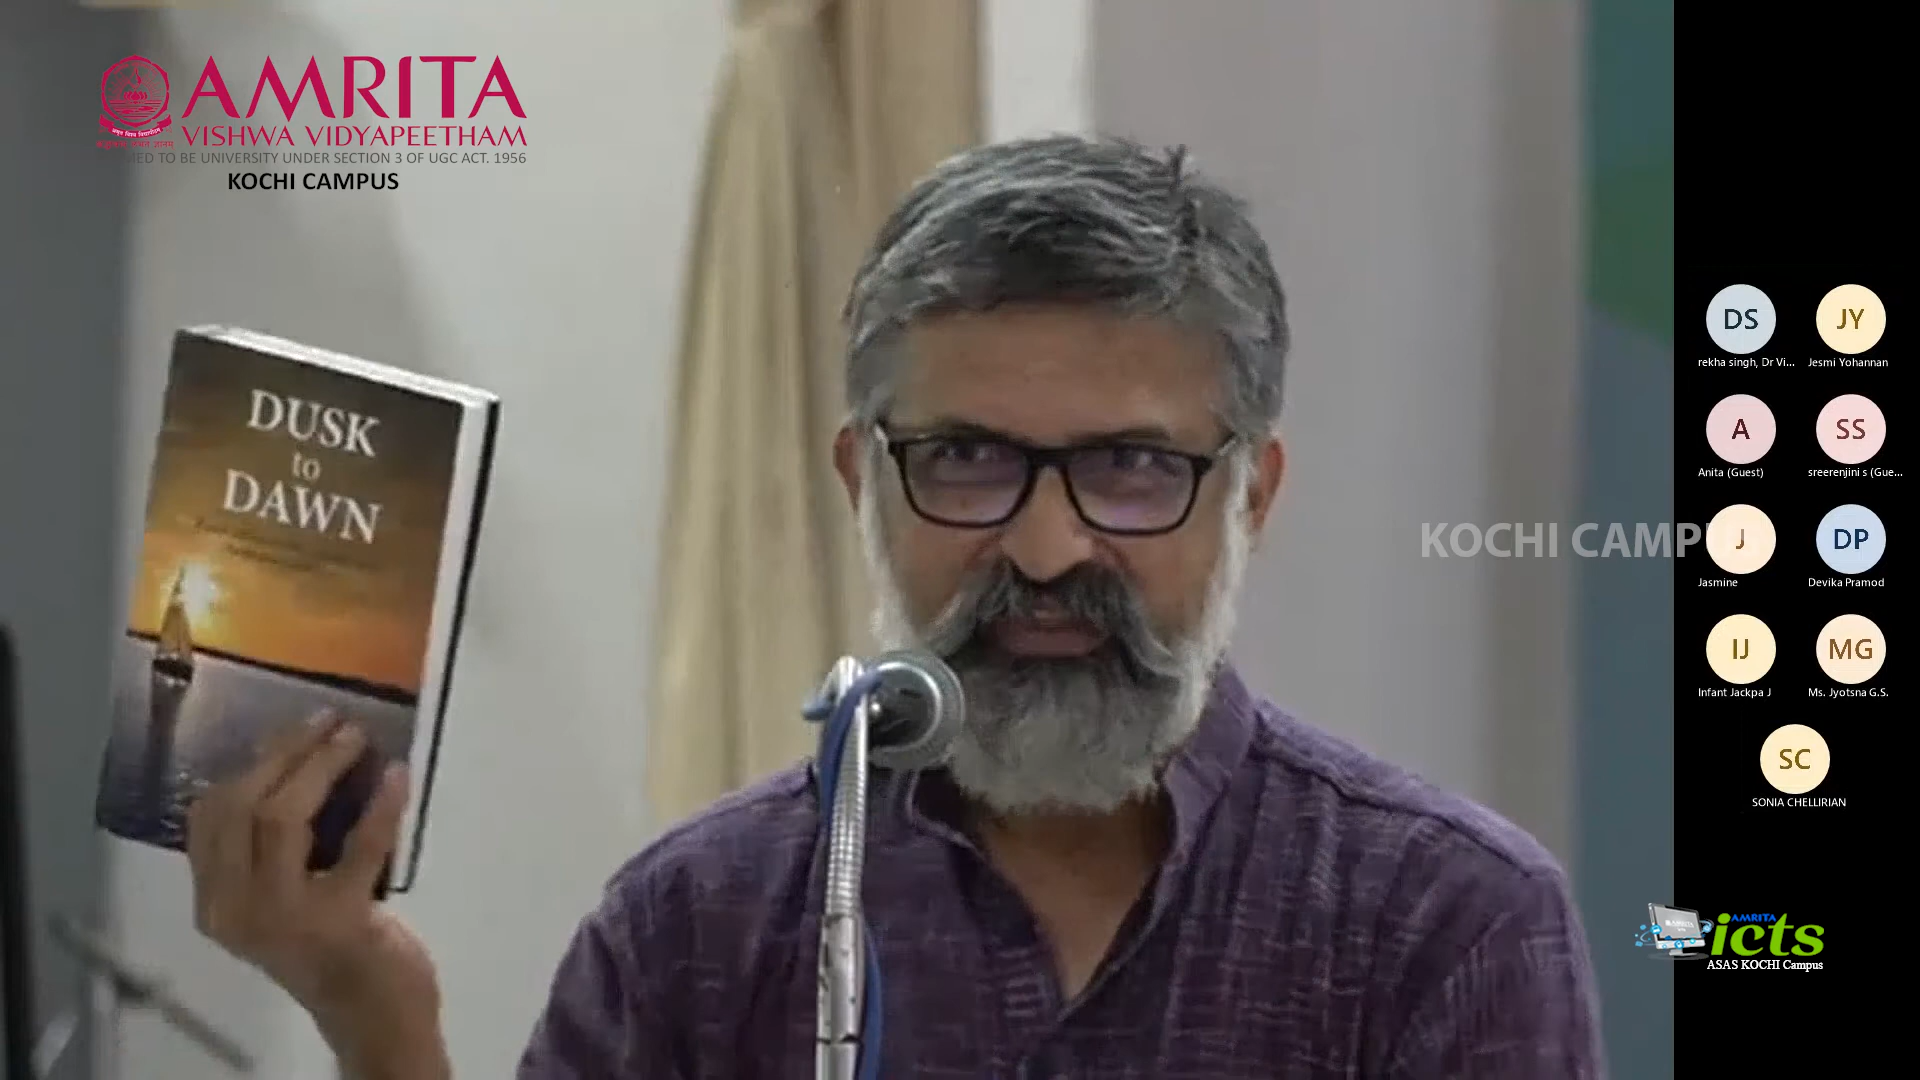 AMRITA
VISHWA VIDYAPEETHAM
MED TO BE UNIVERSITY UNDER SECTION 3 OF UGC ACT. 1956
KOCHI CAMPUS
DUSK
to
DAWN
DS
rekha singh, Dr Vi...
JY
Jesmi Yohannan
A
Anita (Guest)
SS
sreerenjini s (Gue...
KOCHI CAMPUS
J
Jasmine
DP
Devika Pramod
IJ
Infant Jackpa J
MG
Ms. Jyotsna G.S.
SC
SONIA CHELLIRIAN
AMRITA
icts
ASAS KOCHI Campus